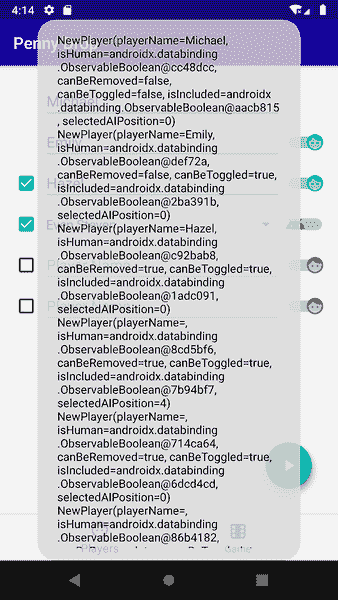 4:14
Penny
NewPlayer(playerName=Michael,
isHuman=androidx.databinding
.ObservableBoolean@cc48dcc,
canBeRemoved=false,
canBeToggled=false, isIncluded=androidx
.databinding.ObservableBoolean@aacb815
, selectedAIPosition=0)
NewPlayer(playerName=Emily,
isHuman=androidx.databinding
.ObservableBoolean@def72a,
canBeRemoved=false, canBeToggled=true,
isIncluded=androidx.databinding
.ObservableBoolean@2ba391b,
selectedAIPosition=0)
NewPlayer(playerName=Hazel,
isHuman=androidx.databinding
.ObservableBoolean@c92bab8,
canBeRemoved=true, canBeToggled=true,
isIncluded=androidx.databinding
.ObservableBoolean@1adc091,
selectedAIPosition=0)
NewPlayer(playerName=,
isHuman=androidx.databinding
.ObservableBoolean@8cd5bf6,
canBeRemoved=true, canBeToggled=true,
isIncluded=androidx.databinding
.ObservableBoolean@7b94bf7,
selectedAIPosition=4)
NewPlayer(playerName=,
isHuman=androidx.databinding
.ObservableBoolean@714ca64,
canBeRemoved=true, canBeToggled=true,
isIncluded=androidx.databinding
.ObservableBoolean@6dcd4cd,
selectedAIPosition=0)
NewPlayer(playerName=,
isHuman=androidx.databinding
.ObservableBoolean@86b4182,
Players